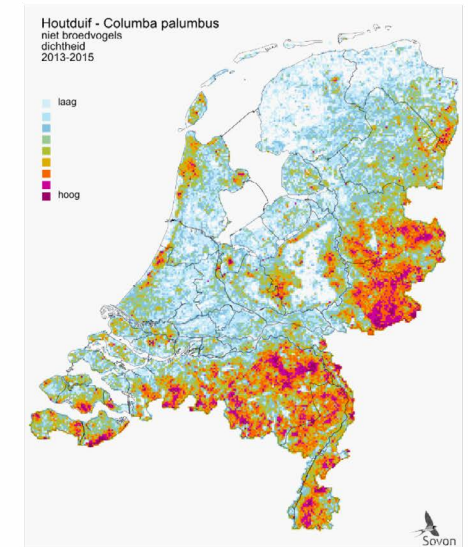 Houtduif - Columba palumbus
niet broedvogels
dichtheid
2013-2015
laag
hoog
Sovon